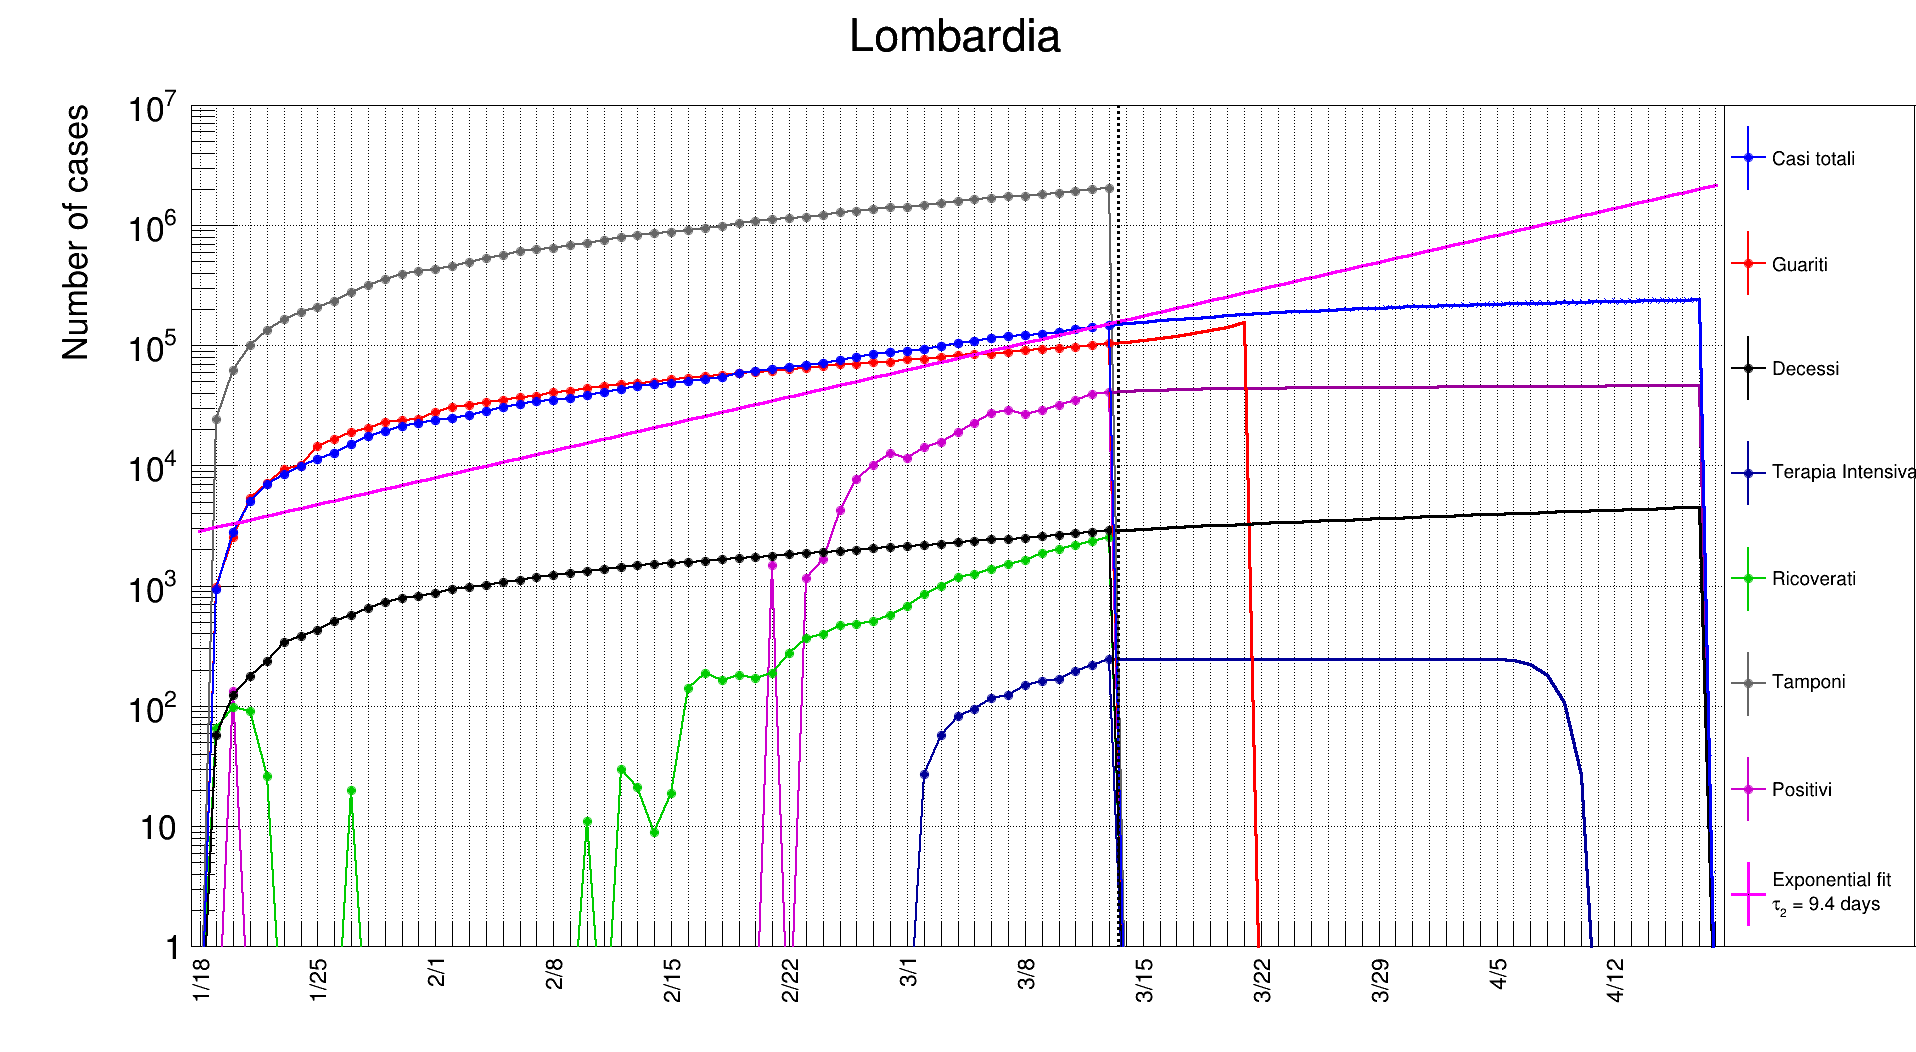 Lombardia
Number of cases
10^7
10^6
10^5
10^4
10^3
10^2
10
1
1/18
1/25
2/1
2/8
2/15
2/22
3/1
3/8
3/15
3/22
3/29
4/5
4/12
Casi totali
Guariti
Decessi
Terapia Intensiva
Ricoverati
Tamponi
Positivi
Exponential fit
τ₂ = 9.4 days